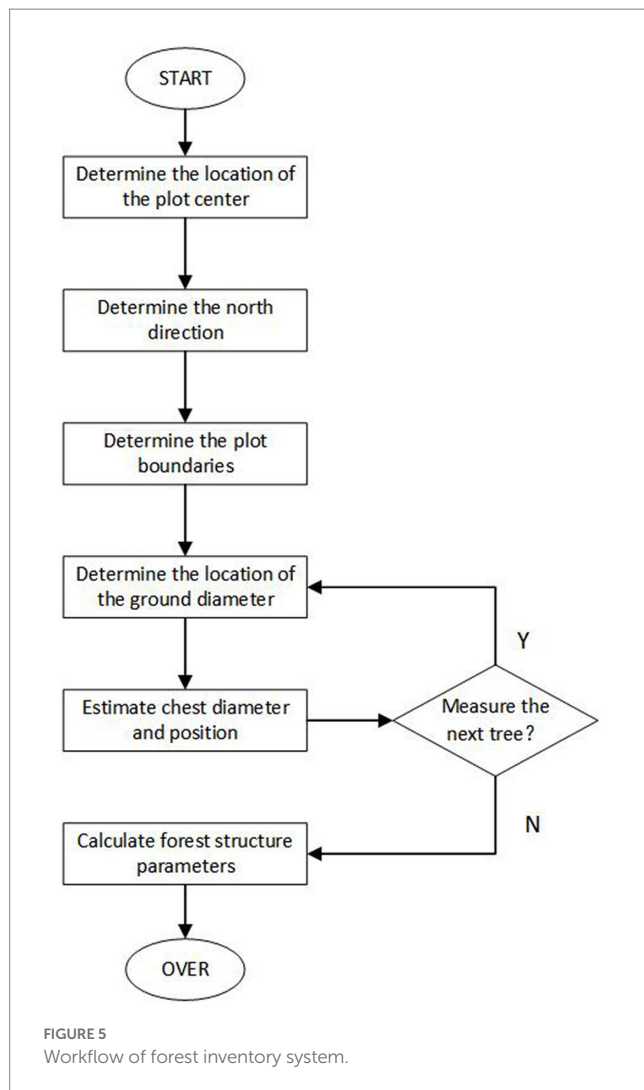 START
Determine the location of
the plot center
Determine the north
direction
Determine the plot
boundaries
Determine the location of
the ground diameter
Y
Estimate chest diameter
and position
Measure the
next tree?
N
Calculate forest structure
parameters
OVER
FIGURE 5
Workflow of forest inventory system.